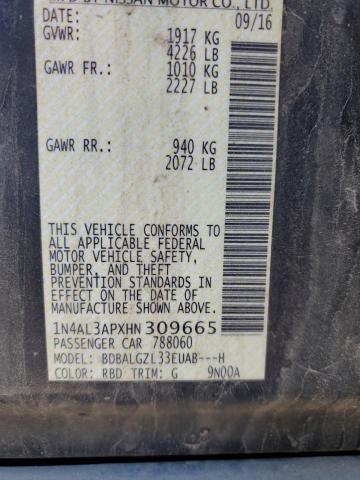 MFD BY NISSAN MOTOR CO., LTD.
DATE: 09/16
GVWR: 1917 KG
4226 LB
GAWR FR.: 1010 KG
2227 LB
GAWR RR.: 940 KG
2072 LB
THIS VEHICLE CONFORMS TO
ALL APPLICABLE FEDERAL
MOTOR VEHICLE SAFETY,
BUMPER, AND THEFT
PREVENTION STANDARDS IN
EFFECT ON THE DATE OF
MANUFACTURE SHOWN ABOVE.
1N4AL3APXHN 309665
PASSENGER CAR 788060
MODEL: BDBALGZL33EUAB---H
COLOR: RBD TRIM: G 9N00A